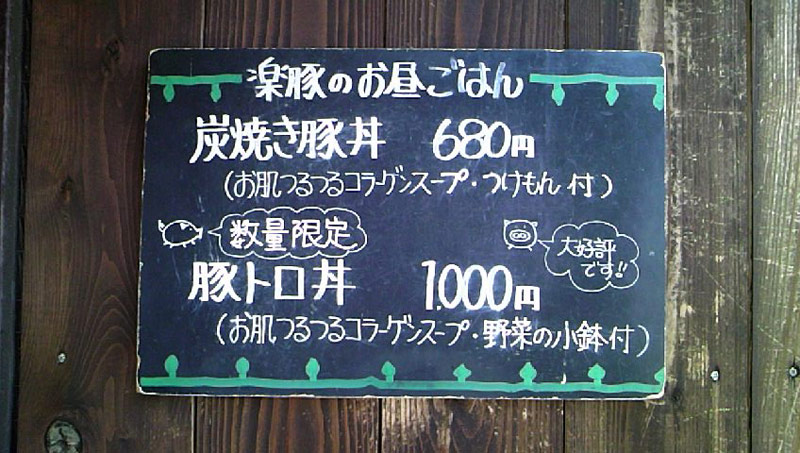 楽豚のお昼ごはん
炭焼き豚丼 680円
(お肌つるつるコラーゲンスープ・つけもん 付)
数量限定
大好評
です!!
豚トロ丼 1.000円
(お肌つるつるコラーゲンスープ・野菜の小鉢付)